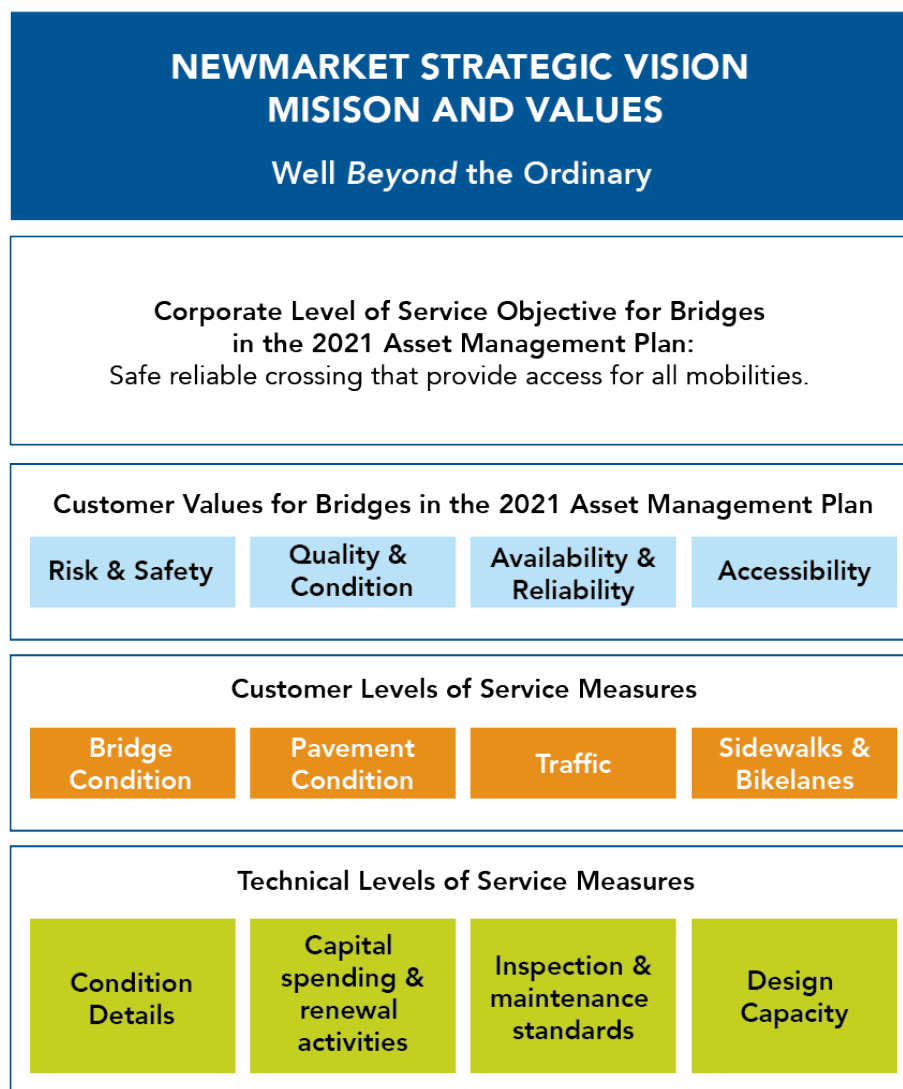 NEWMARKET STRATEGIC VISION
MISISON AND VALUES
Well Beyond the Ordinary
Corporate Level of Service Objective for Bridges
in the 2021 Asset Management Plan:
Safe reliable crossing that provide access for all mobilities.
Customer Values for Bridges in the 2021 Asset Management Plan
Risk & Safety
Quality &
Condition
Availability &
Reliability
Accessibility
Customer Levels of Service Measures
Bridge
Condition
Pavement
Condition
Traffic
Sidewalks &
Bikelanes
Technical Levels of Service Measures
Condition
Details
Capital
spending &
renewal
activities
Inspection &
maintenance
standards
Design
Capacity